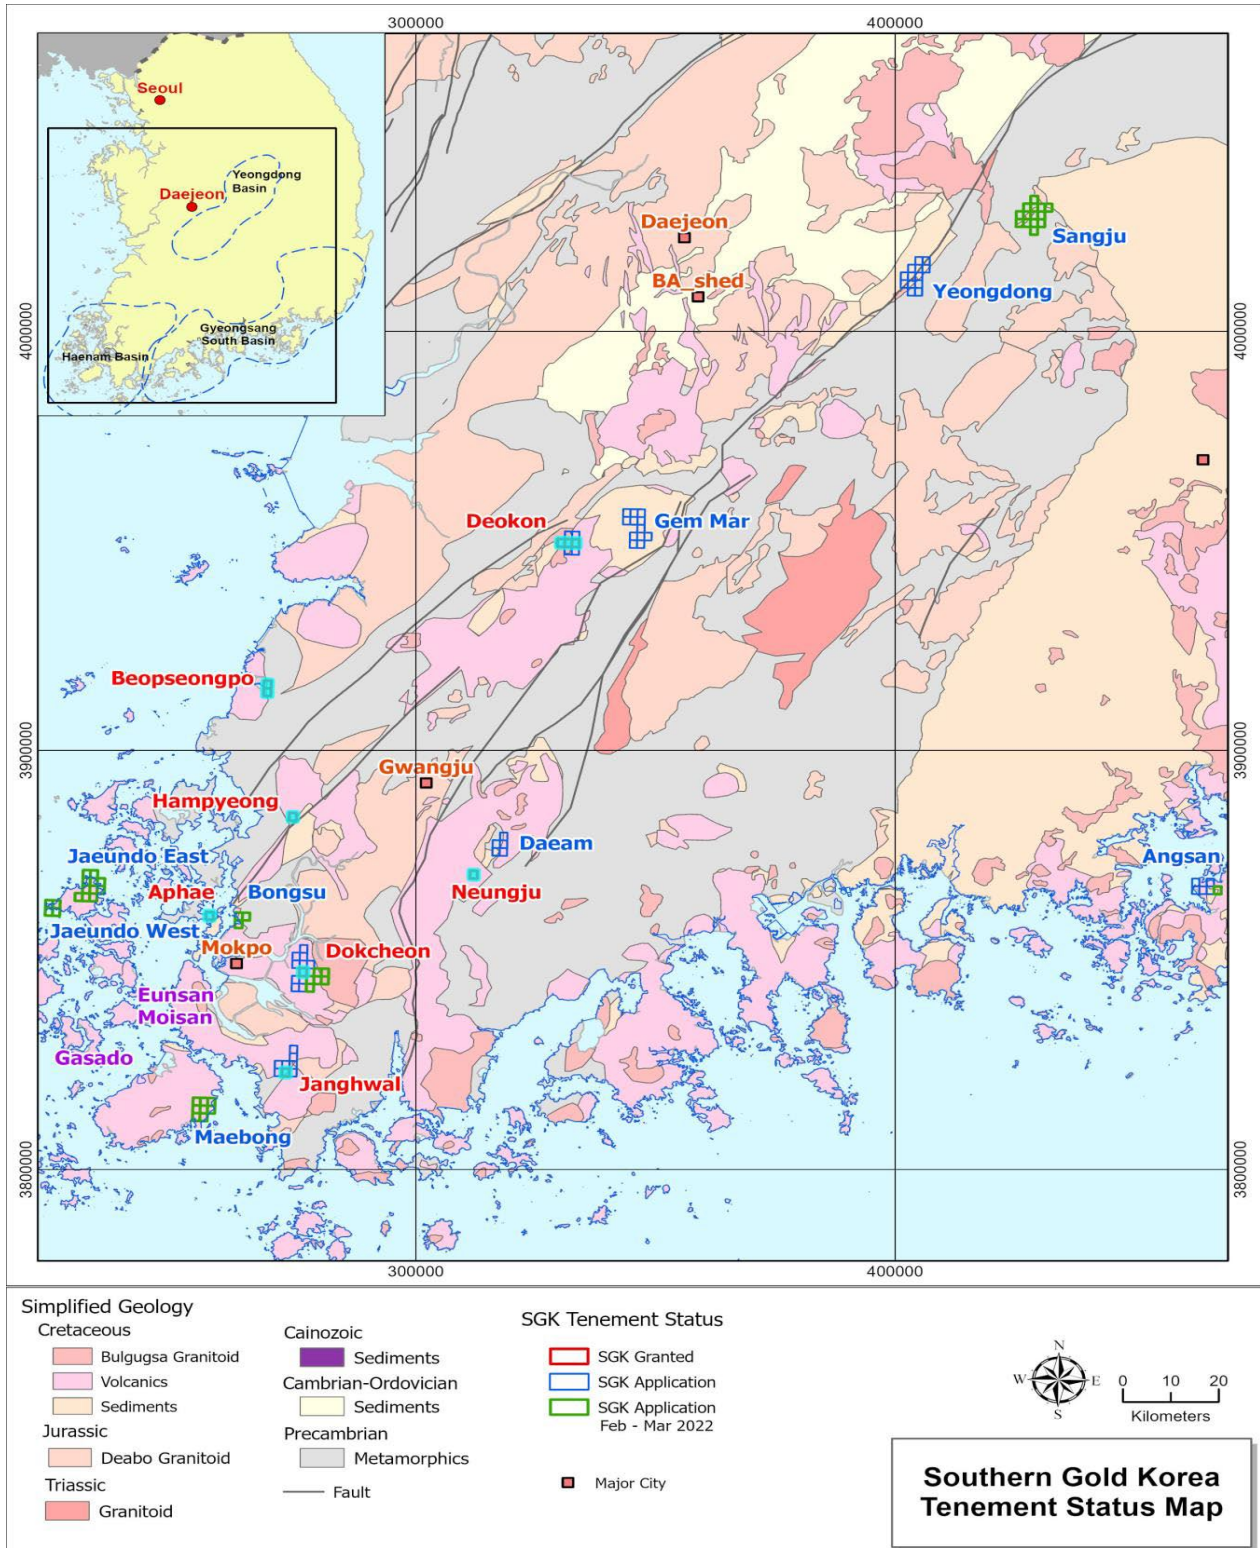 300000
400000
Seoul
Daejeon
Yeongdong
Basin
Gyeongsang
South Basin
Haenam Basin
4000000
4000000
3900000
3900000
3800000
3800000
Daejeon
BA_shed
Sangju
Yeongdong
Deokon
Gem Mar
Beopseongpo
Gwangju
Hampyeong
Daeam
Jaeundo East
Angsan
Aphae
Bongsu
Neungju
Jaeundo West
Mokpo
Dokcheon
Eunsan
Moisan
Gasado
Janghwal
Maebong
300000
400000
Simplified Geology
Cretaceous
Bulgugsa Granitoid
Volcanics
Sediments
Jurassic
Deabo Granitoid
Triassic
Granitoid
Cainozoic
Sediments
Cambrian-Ordovician
Sediments
Precambrian
Metamorphics
Fault
SGK Tenement Status
SGK Granted
SGK Application
SGK Application
Feb - Mar 2022
Major City
N
W
E
S
0 10 20
Kilometers
Southern Gold Korea
Tenement Status Map